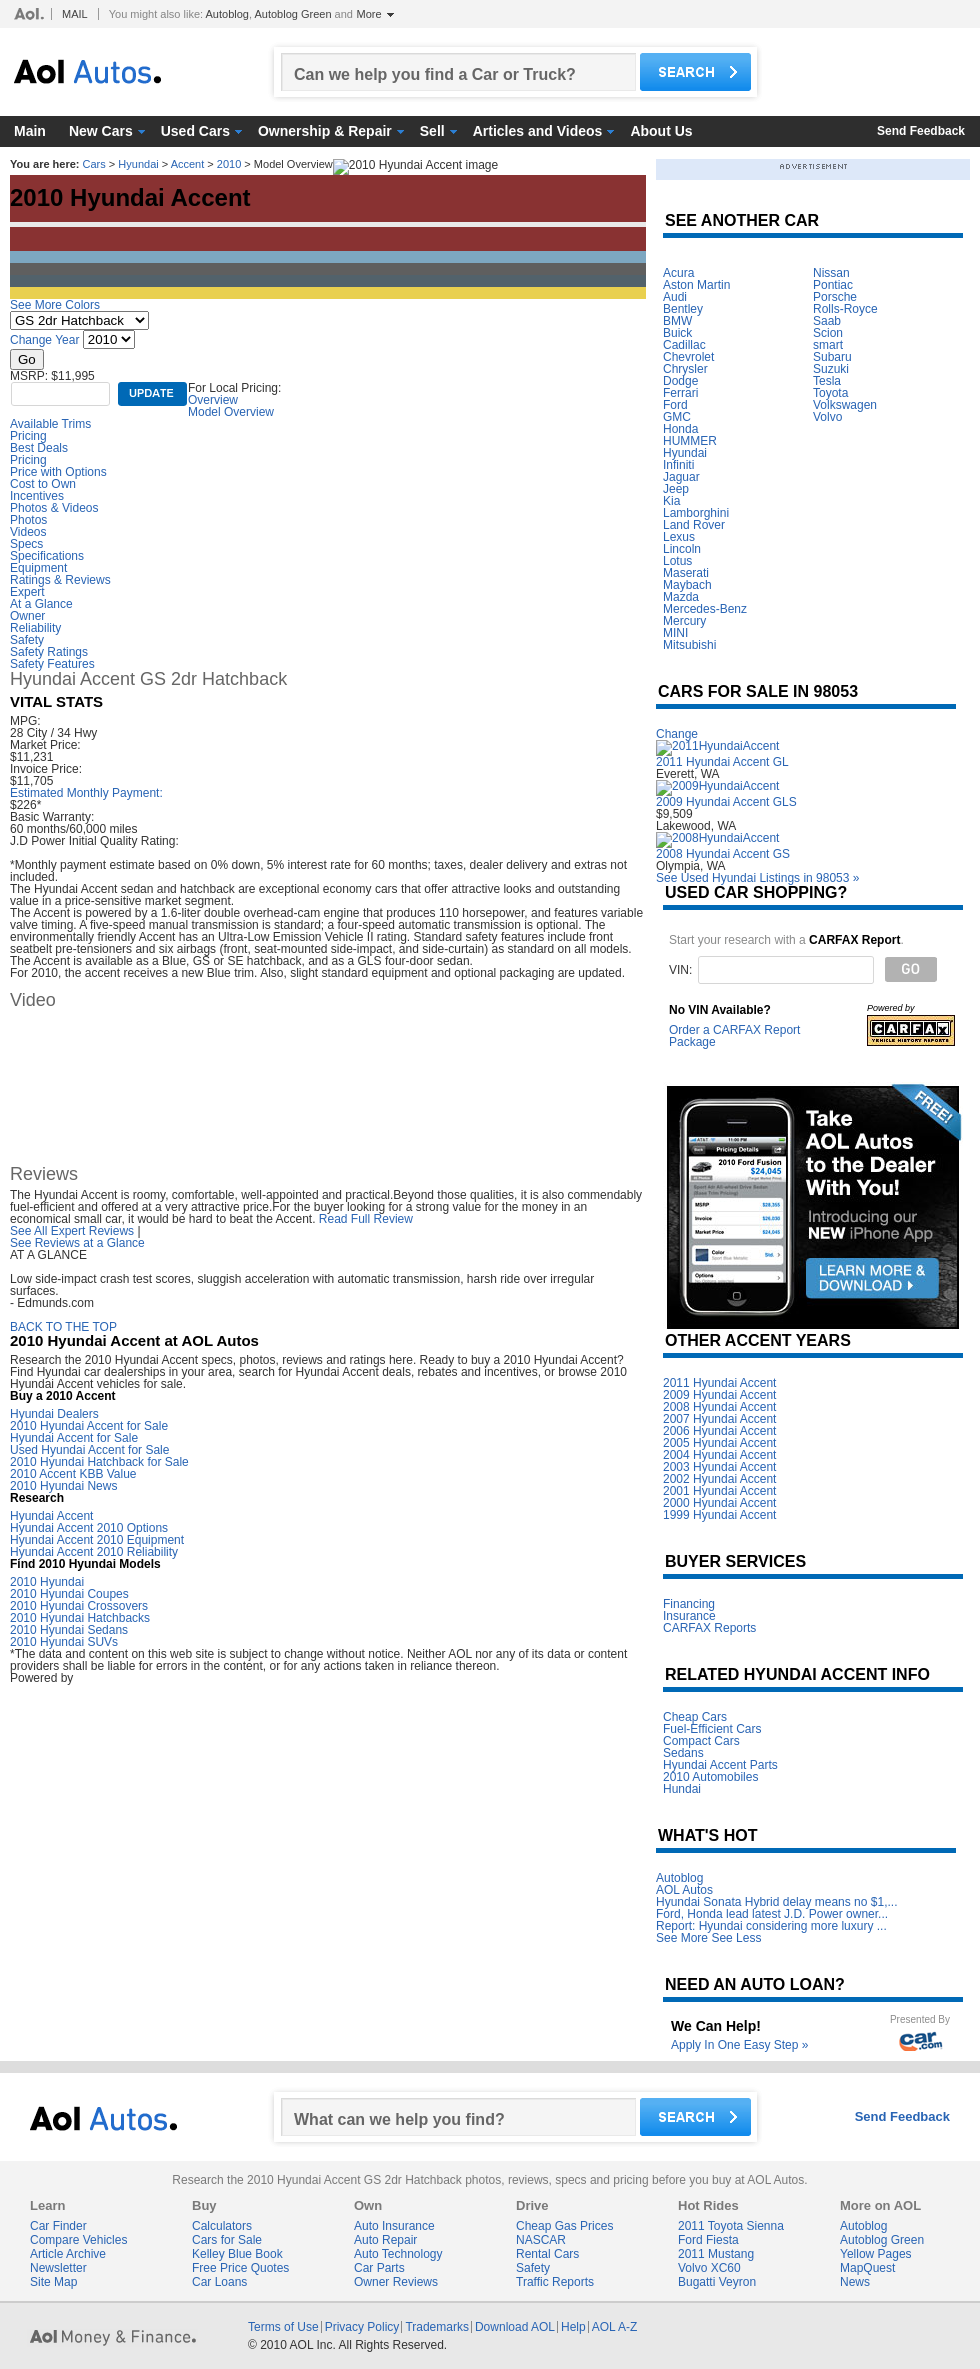 Aol. MAIL You might also like: Autoblog, Autoblog Green and More
Aol Autos.
Can we help you find a Car or Truck?
SEARCH
Main New Cars Used Cars Ownership & Repair Sell Articles and Videos About Us Send Feedback
You are here: Cars > Hyundai > Accent > 2010 > Model Overview 2010 Hyundai Accent image
2010 Hyundai Accent
See More Colors
GS 2dr Hatchback
Change Year 2010
Go
MSRP: $11,995
UPDATE For Local Pricing:
Overview
Model Overview
Available Trims
Pricing
Best Deals
Pricing
Price with Options
Cost to Own
Incentives
Photos & Videos
Photos
Videos
Specs
Specifications
Equipment
Ratings & Reviews
Expert
At a Glance
Owner
Reliability
Safety
Safety Ratings
Safety Features
Hyundai Accent GS 2dr Hatchback
VITAL STATS
MPG:
28 City / 34 Hwy
Market Price:
$11,231
Invoice Price:
$11,705
Estimated Monthly Payment:
$226*
Basic Warranty:
60 months/60,000 miles
J.D Power Initial Quality Rating:
*Monthly payment estimate based on 0% down, 5% interest rate for 60 months; taxes, dealer delivery and extras not
included.
The Hyundai Accent sedan and hatchback are exceptional economy cars that offer attractive looks and outstanding
value in a price-sensitive market segment.
The Accent is powered by a 1.6-liter double overhead-cam engine that produces 110 horsepower, and features variable
valve timing. A five-speed manual transmission is standard; a four-speed automatic transmission is optional. The
environmentally friendly Accent has an Ultra-Low Emission Vehicle II rating. Standard safety features include front
seatbelt pre-tensioners and six airbags (front, seat-mounted side-impact, and side-curtain) as standard on all models.
The Accent is available as a Blue, GS or SE hatchback, and as a GLS four-door sedan.
For 2010, the accent receives a new Blue trim. Also, slight standard equipment and optional packaging are updated.
Video
Reviews
The Hyundai Accent is roomy, comfortable, well-appointed and practical.Beyond those qualities, it is also commendably
fuel-efficient and offered at a very attractive price.For the buyer looking for a strong value for the money in an
economical small car, it would be hard to beat the Accent. Read Full Review
See All Expert Reviews |
See Reviews at a Glance
AT A GLANCE
Low side-impact crash test scores, sluggish acceleration with automatic transmission, harsh ride over irregular
surfaces.
- Edmunds.com
BACK TO THE TOP
2010 Hyundai Accent at AOL Autos
Research the 2010 Hyundai Accent specs, photos, reviews and ratings here. Ready to buy a 2010 Hyundai Accent?
Find Hyundai car dealerships in your area, search for Hyundai Accent deals, rebates and incentives, or browse 2010
Hyundai Accent vehicles for sale.
Buy a 2010 Accent
Hyundai Dealers
2010 Hyundai Accent for Sale
Hyundai Accent for Sale
Used Hyundai Accent for Sale
2010 Hyundai Hatchback for Sale
2010 Accent KBB Value
2010 Hyundai News
Research
Hyundai Accent
Hyundai Accent 2010 Options
Hyundai Accent 2010 Equipment
Hyundai Accent 2010 Reliability
Find 2010 Hyundai Models
2010 Hyundai
2010 Hyundai Coupes
2010 Hyundai Crossovers
2010 Hyundai Hatchbacks
2010 Hyundai Sedans
2010 Hyundai SUVs
*The data and content on this web site is subject to change without notice. Neither AOL nor any of its data or content
providers shall be liable for errors in the content, or for any actions taken in reliance thereon.
Powered by
ADVERTISEMENT
SEE ANOTHER CAR
Acura
Aston Martin
Audi
Bentley
BMW
Buick
Cadillac
Chevrolet
Chrysler
Dodge
Ferrari
Ford
GMC
Honda
HUMMER
Hyundai
Infiniti
Jaguar
Jeep
Kia
Lamborghini
Land Rover
Lexus
Lincoln
Lotus
Maserati
Maybach
Mazda
Mercedes-Benz
Mercury
MINI
Mitsubishi
Nissan
Pontiac
Porsche
Rolls-Royce
Saab
Scion
smart
Subaru
Suzuki
Tesla
Toyota
Volkswagen
Volvo
CARS FOR SALE IN 98053
Change
2011HyundaiAccent
2011 Hyundai Accent GL
Everett, WA
2009HyundaiAccent
2009 Hyundai Accent GLS
$9,509
Lakewood, WA
2008HyundaiAccent
2008 Hyundai Accent GS
Olympia, WA
See Used Hyundai Listings in 98053 »
USED CAR SHOPPING?
Start your research with a CARFAX Report.
VIN: GO
No VIN Available?
Order a CARFAX Report
Package
Powered by
CARFAX
VEHICLE HISTORY REPORTS
FREE!
Take
AOL Autos
to the Dealer
With You!
Introducing our
NEW iPhone App
LEARN MORE &
DOWNLOAD
AT&T 11:00 PM
Pricing Details
2010 Ford Fusion
$24,045
MSRP $28,355
Invoice $26,030
Market Price $24,045
Color Std.
Options
OTHER ACCENT YEARS
2011 Hyundai Accent
2009 Hyundai Accent
2008 Hyundai Accent
2007 Hyundai Accent
2006 Hyundai Accent
2005 Hyundai Accent
2004 Hyundai Accent
2003 Hyundai Accent
2002 Hyundai Accent
2001 Hyundai Accent
2000 Hyundai Accent
1999 Hyundai Accent
BUYER SERVICES
Financing
Insurance
CARFAX Reports
RELATED HYUNDAI ACCENT INFO
Cheap Cars
Fuel-Efficient Cars
Compact Cars
Sedans
Hyundai Accent Parts
2010 Automobiles
Hundai
WHAT'S HOT
Autoblog
AOL Autos
Hyundai Sonata Hybrid delay means no $1,...
Ford, Honda lead latest J.D. Power owner...
Report: Hyundai considering more luxury ...
See More See Less
NEED AN AUTO LOAN?
We Can Help!
Apply In One Easy Step »
Presented By
car.com
Aol Autos.
What can we help you find?
SEARCH
Send Feedback
Research the 2010 Hyundai Accent GS 2dr Hatchback photos, reviews, specs and pricing before you buy at AOL Autos.
Learn
Car Finder
Compare Vehicles
Article Archive
Newsletter
Site Map
Buy
Calculators
Cars for Sale
Kelley Blue Book
Free Price Quotes
Car Loans
Own
Auto Insurance
Auto Repair
Auto Technology
Car Parts
Owner Reviews
Drive
Cheap Gas Prices
NASCAR
Rental Cars
Safety
Traffic Reports
Hot Rides
2011 Toyota Sienna
Ford Fiesta
2011 Mustang
Volvo XC60
Bugatti Veyron
More on AOL
Autoblog
Autoblog Green
Yellow Pages
MapQuest
News
Aol Money & Finance.
Terms of Use | Privacy Policy | Trademarks | Download AOL | Help | AOL A-Z
© 2010 AOL Inc. All Rights Reserved.